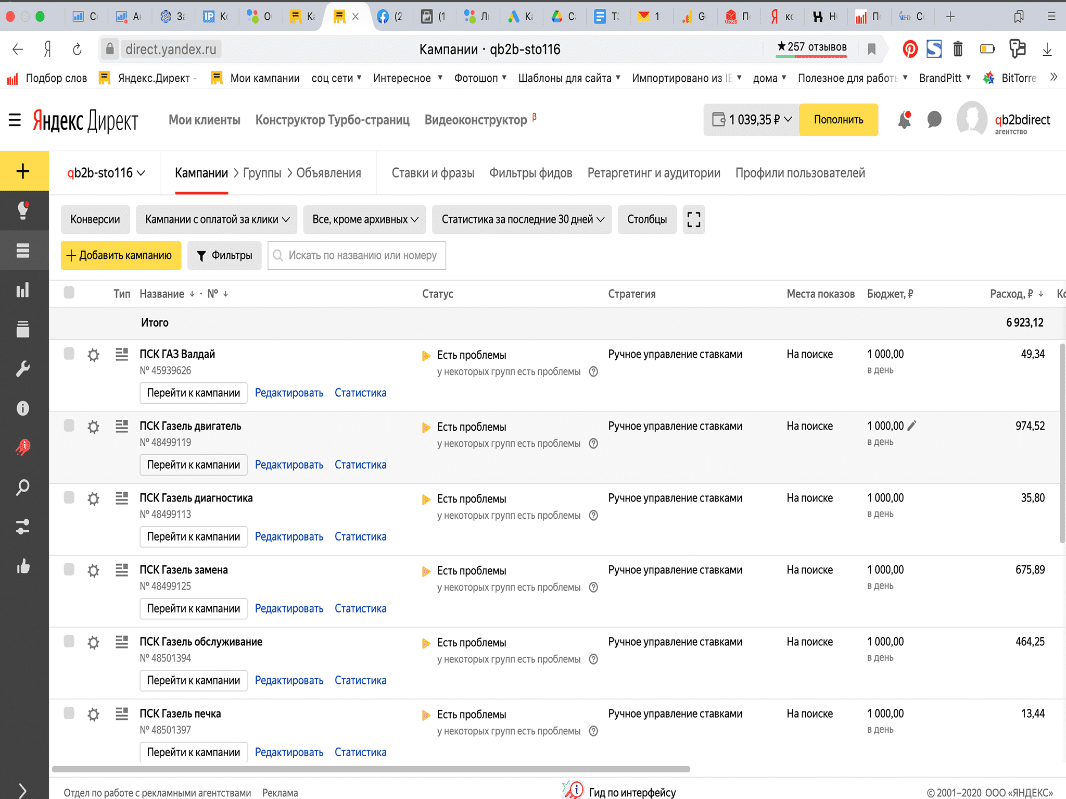 direct.yandex.ru
Кампании · qb2b-sto116
★257 отзывов
Подбор слов
Яндекс.Директ -
Мои кампании
соц сети
Интересное
Фотошоп
Шаблоны для сайта
Импортировано из IE
дома
Полезное для работы
BrandPitt
BitTorre
Яндекс Директ
Мои клиенты
Конструктор Турбо-страниц
Видеоконструктор β
1 039,35 ₽
Пополнить
qb2bdirect
агентство
qb2b-sto116
Кампании > Группы > Объявления
Ставки и фразы
Фильтры фидов
Ретаргетинг и аудитории
Профили пользователей
Конверсии
Кампании с оплатой за клики
Все, кроме архивных
Статистика за последние 30 дней
Столбцы
+ Добавить кампанию
Фильтры
Искать по названию или номеру
Тип Название ↓ · № ↓ Статус Стратегия Места показов Бюджет, ₽ Расход, ₽ ↓ Кс
Итого 6 923,12
ПСК ГАЗ Валдай Есть проблемы Ручное управление ставками На поиске 1 000,00 49,34
№ 45939626 у некоторых групп есть проблемы в день
Перейти к кампании Редактировать Статистика
ПСК Газель двигатель Есть проблемы Ручное управление ставками На поиске 1 000,00 974,52
№ 48499119 у некоторых групп есть проблемы в день
Перейти к кампании Редактировать Статистика
ПСК Газель диагностика Есть проблемы Ручное управление ставками На поиске 1 000,00 35,80
№ 48499113 у некоторых групп есть проблемы в день
Перейти к кампании Редактировать Статистика
ПСК Газель замена Есть проблемы Ручное управление ставками На поиске 1 000,00 675,89
№ 48499125 у некоторых групп есть проблемы в день
Перейти к кампании Редактировать Статистика
ПСК Газель обслуживание Есть проблемы Ручное управление ставками На поиске 1 000,00 464,25
№ 48501394 у некоторых групп есть проблемы в день
Перейти к кампании Редактировать Статистика
ПСК Газель печка Есть проблемы Ручное управление ставками На поиске 1 000,00 13,44
№ 48501397 у некоторых групп есть проблемы в день
Перейти к кампании Редактировать Статистика
Отдел по работе с рекламными агентствами
Реклама
Гид по интерфейсу
© 2001–2020 ООО «ЯНДЕКС»